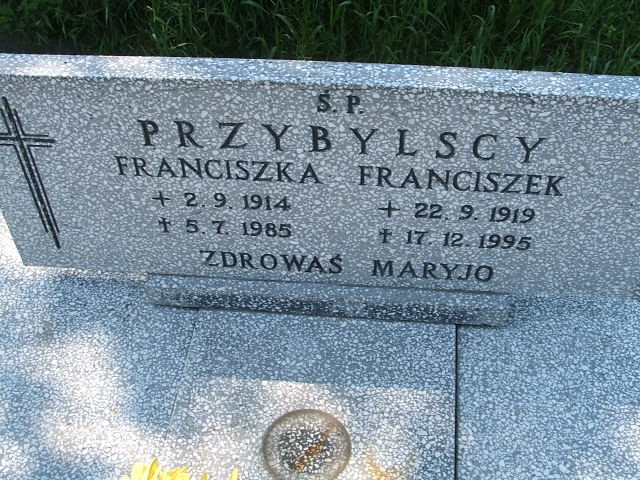 Ś. P.
PRZYBYLSCY
FRANCISZKA FRANCISZEK
+ 2. 9. 1914 + 22. 9. 1919
† 5. 7. 1985 † 17. 12. 1995
ZDROWAŚ MARYJO